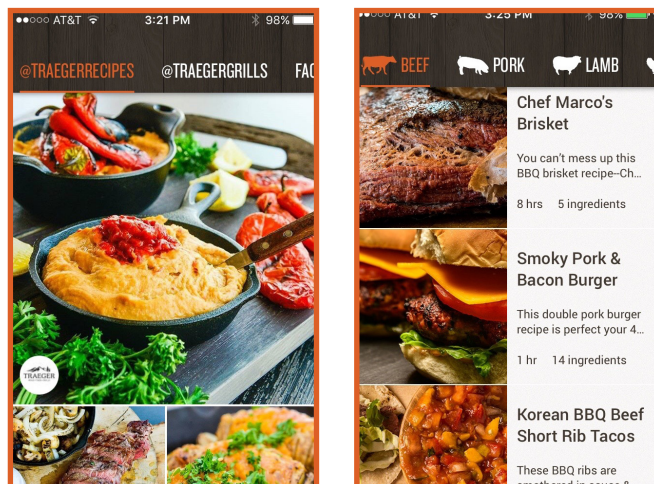 AT&T 3:21 PM 98%
@TRAEGERRECIPES @TRAEGERGRILLS FAC
TRAEGER
AT&T 3:25 PM 98%
BEEF PORK LAMB
Chef Marco's
Brisket
You can't mess up this
BBQ brisket recipe--Ch...
8 hrs 5 ingredients
Smoky Pork &
Bacon Burger
This double pork burger
recipe is perfect your 4...
1 hr 14 ingredients
Korean BBQ Beef
Short Rib Tacos
These BBQ ribs are